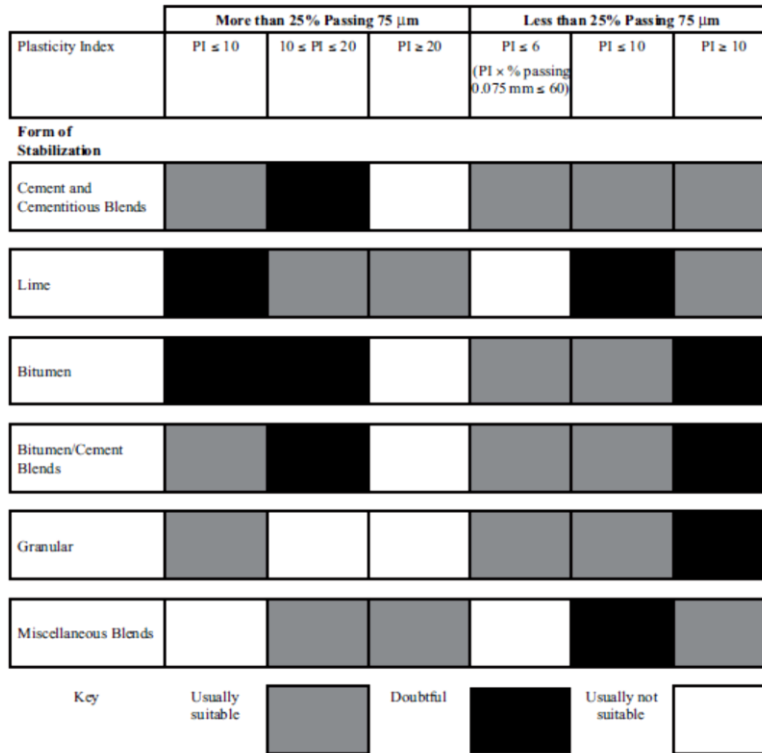 More than 25% Passing 75 μm
Less than 25% Passing 75 μm
Plasticity Index
PI ≤ 10
10 ≤ PI ≤ 20
PI ≥ 20
PI ≤ 6
(PI × % passing
0.075 mm ≤ 60)
PI ≤ 10
PI ≥ 10
Form of
Stabilization
Cement and
Cementitious Blends
Lime
Bitumen
Bitumen/Cement
Blends
Granular
Miscellaneous Blends
Key
Usually
suitable
Doubtful
Usually not
suitable